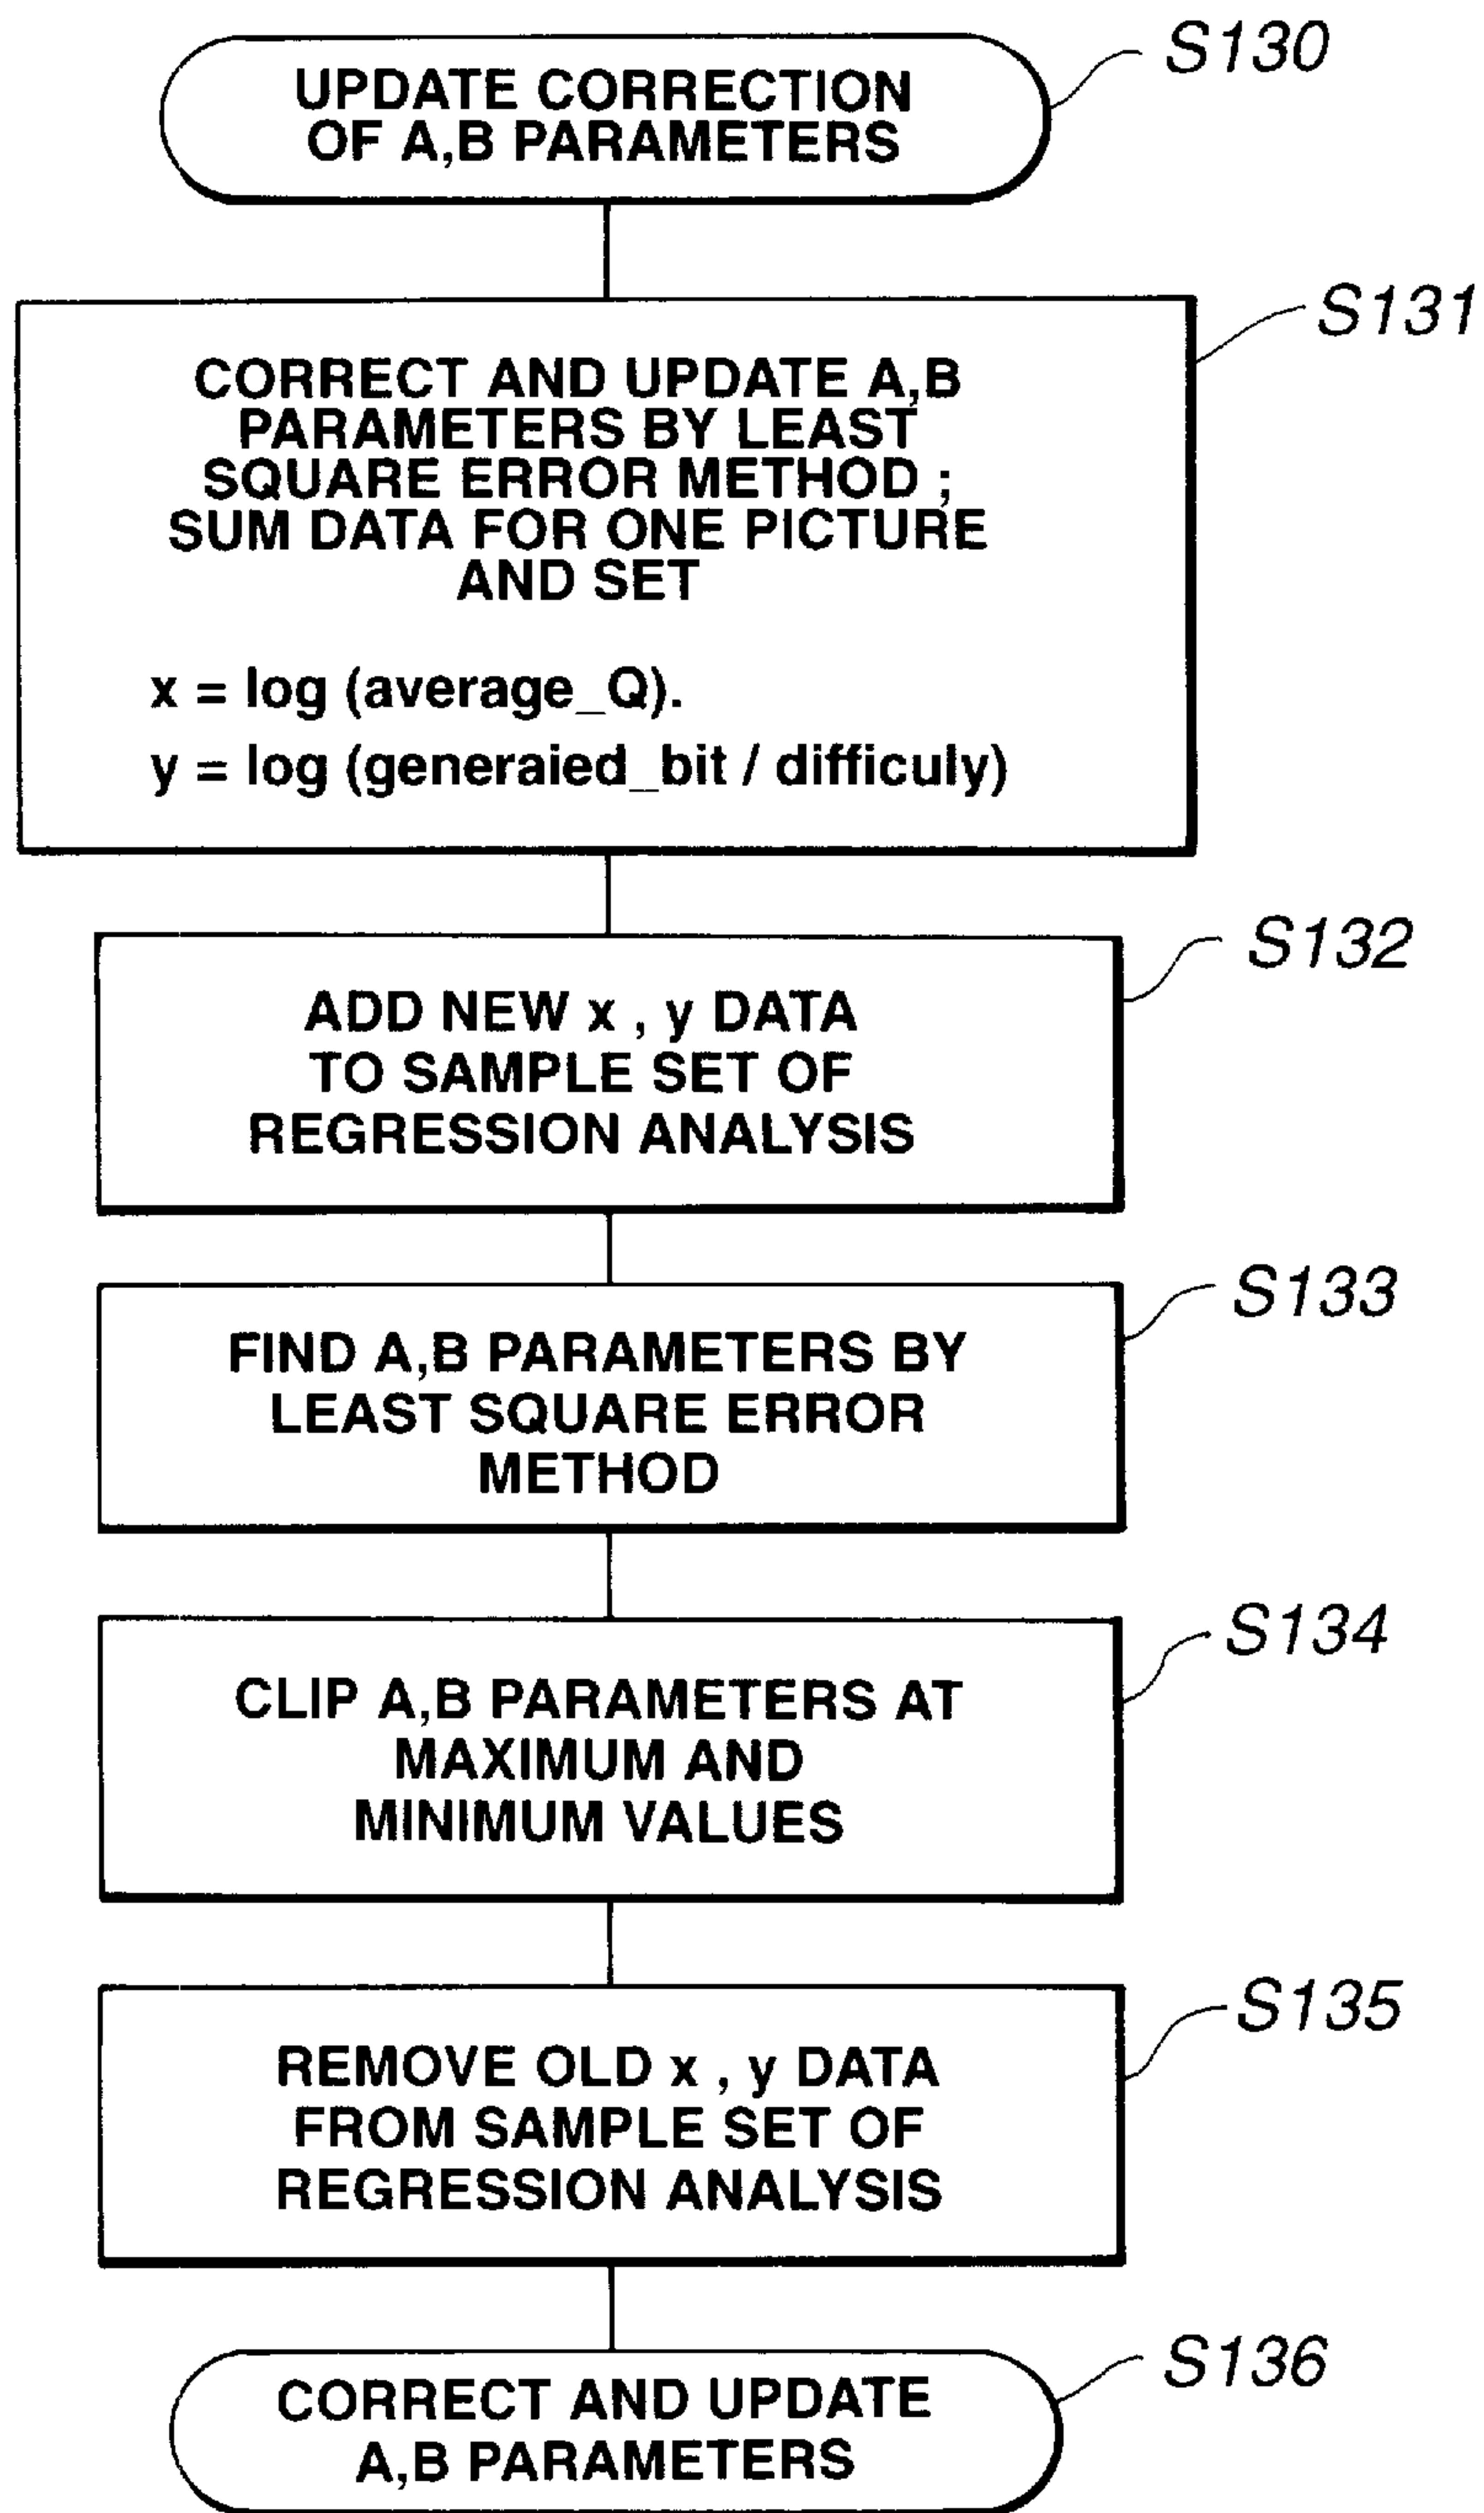 S130
UPDATE CORRECTION
OF A,B PARAMETERS
S131
CORRECT AND UPDATE A,B
PARAMETERS BY LEAST
SQUARE ERROR METHOD ;
SUM DATA FOR ONE PICTURE
AND SET
x = log (average_Q).
y = log (generaied_bit / difficuly)
S132
ADD NEW x , y DATA
TO SAMPLE SET OF
REGRESSION ANALYSIS
S133
FIND A,B PARAMETERS BY
LEAST SQUARE ERROR
METHOD
S134
CLIP A,B PARAMETERS AT
MAXIMUM AND
MINIMUM VALUES
S135
REMOVE OLD x , y DATA
FROM SAMPLE SET OF
REGRESSION ANALYSIS
S136
CORRECT AND UPDATE
A,B PARAMETERS